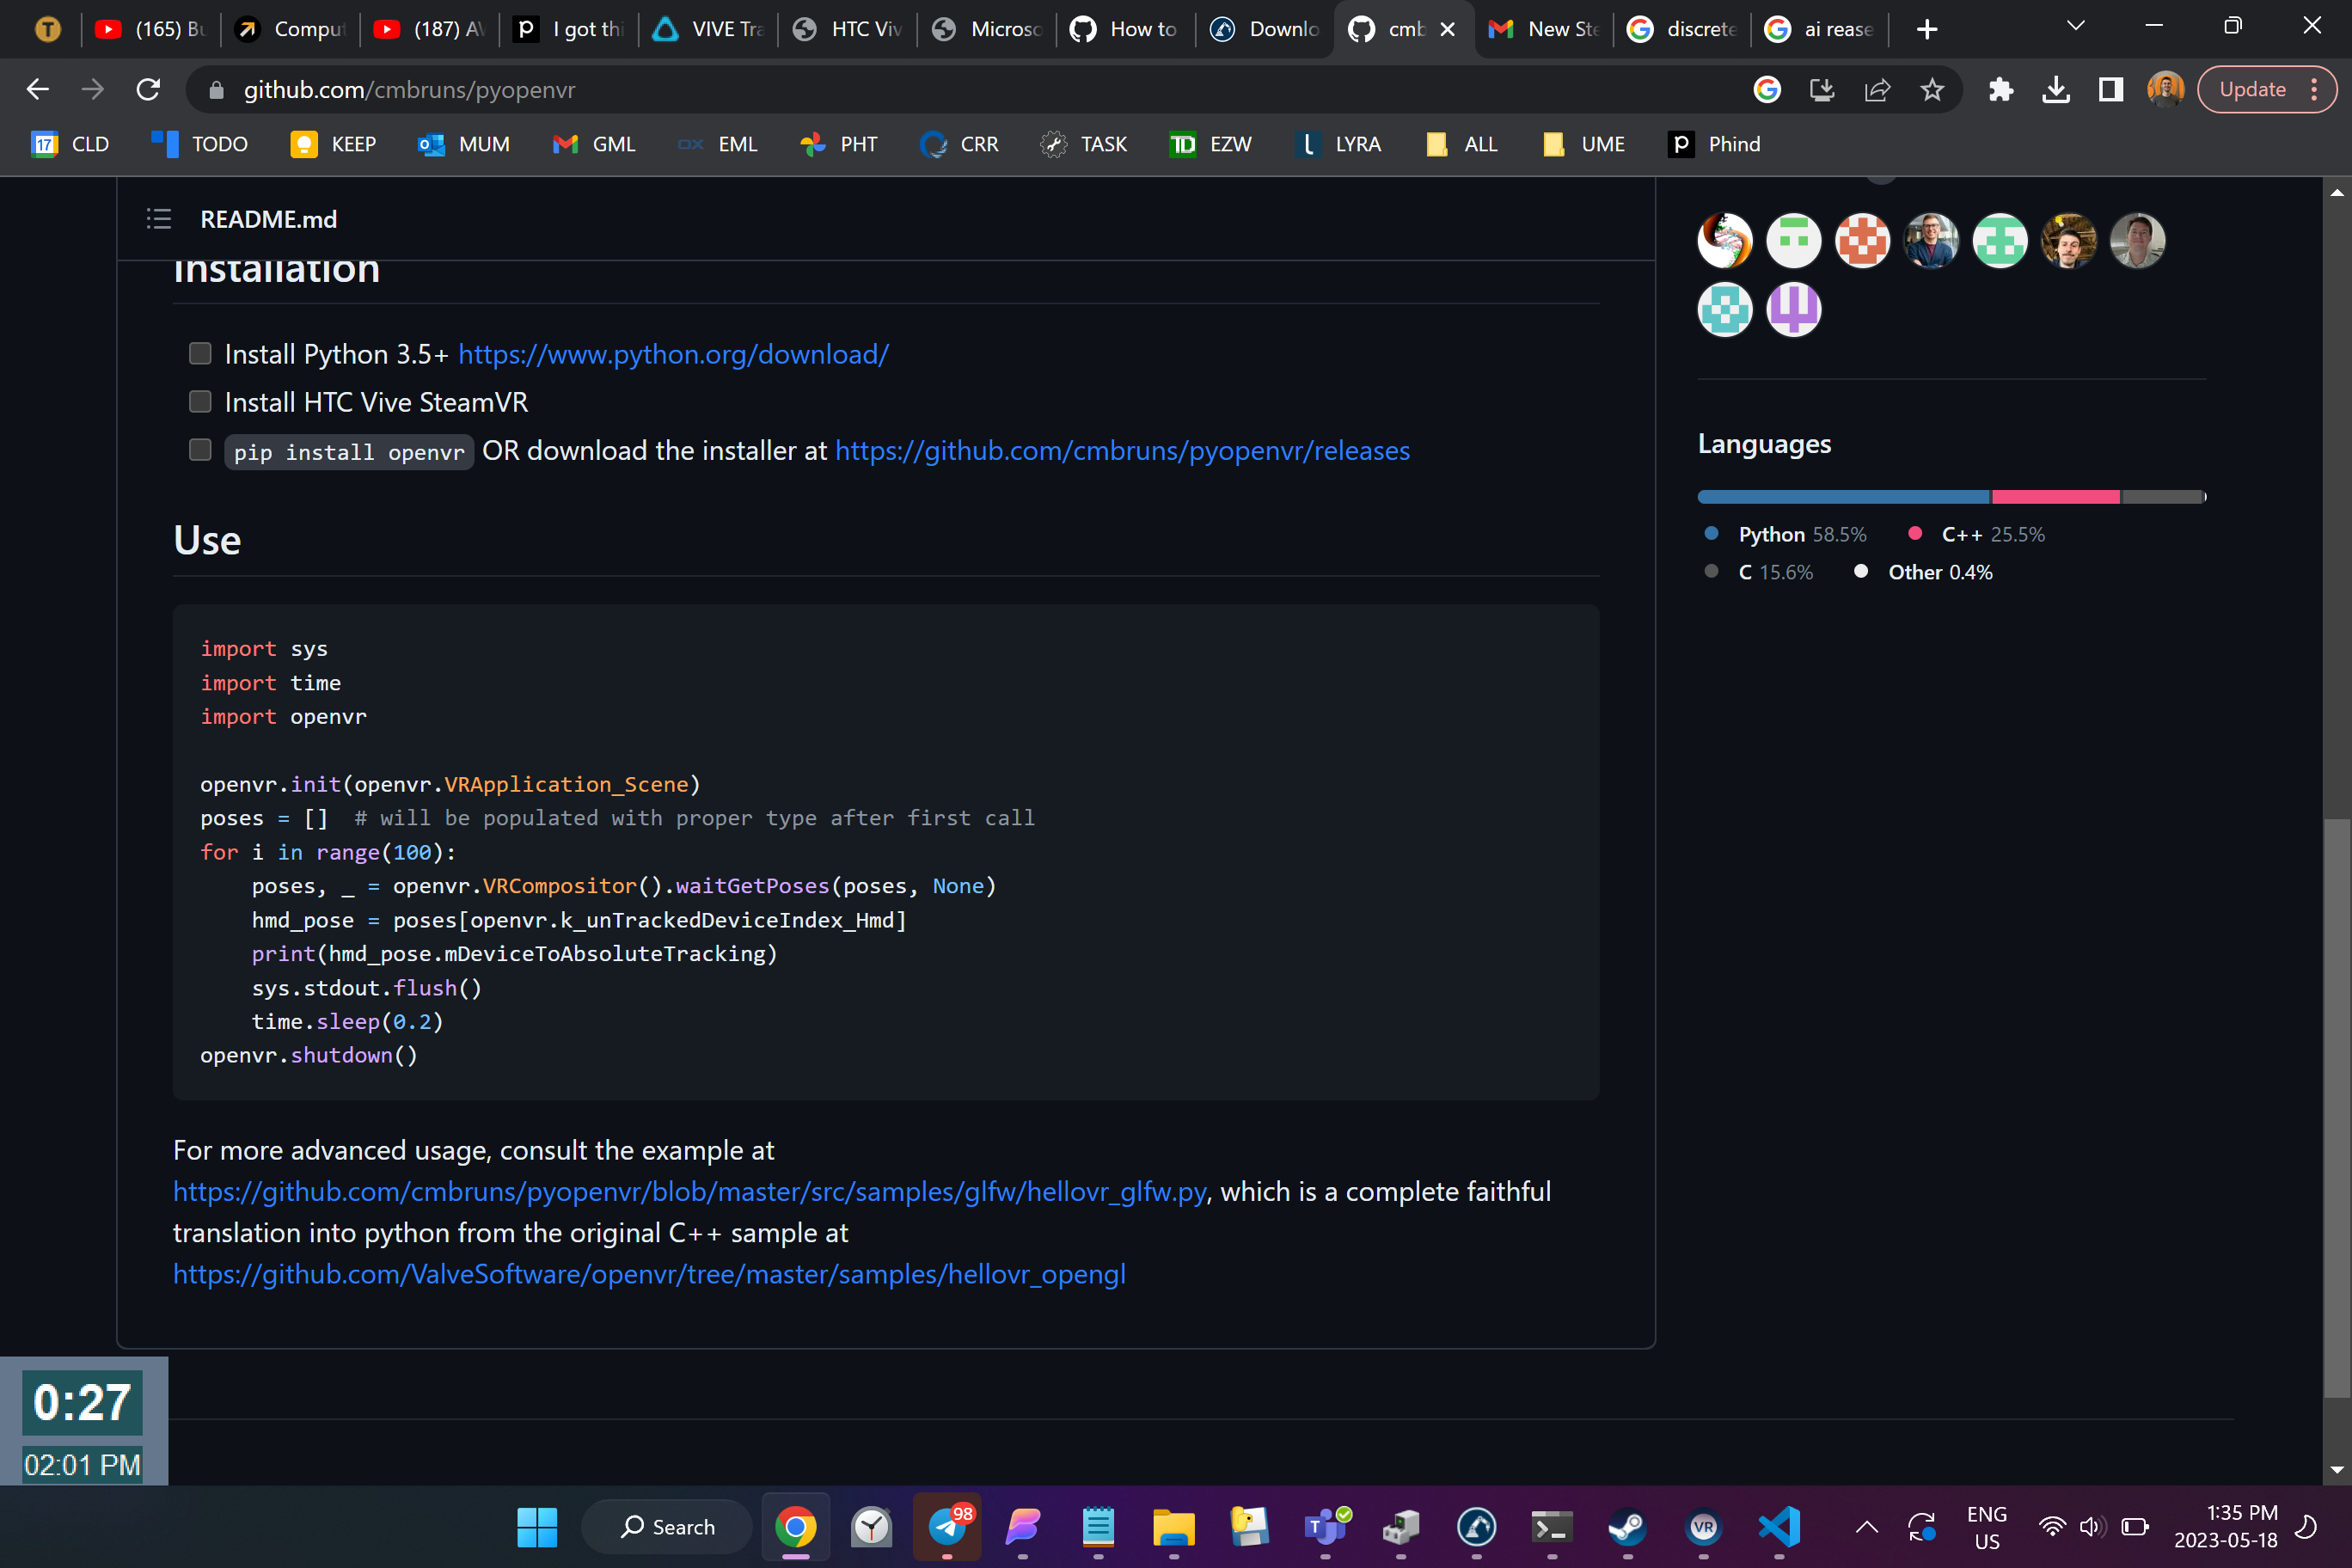 (165) Bu
Comput
(187) AV
I got thi
VIVE Tra
HTC Viv
Microsc
How to
Downlo
cmb
New Ste
discrete
ai rease
github.com/cmbruns/pyopenvr
Update
17 CLD
TODO
KEEP
MUM
GML
EML
PHT
CRR
TASK
EZW
LYRA
ALL
UME
Phind
README.md
Installation
Install Python 3.5+ https://www.python.org/download/
Install HTC Vive SteamVR
pip install openvr OR download the installer at https://github.com/cmbruns/pyopenvr/releases
Use
import sys
import time
import openvr
openvr.init(openvr.VRApplication_Scene)
poses = []  # will be populated with proper type after first call
for i in range(100):
    poses, _ = openvr.VRCompositor().waitGetPoses(poses, None)
    hmd_pose = poses[openvr.k_unTrackedDeviceIndex_Hmd]
    print(hmd_pose.mDeviceToAbsoluteTracking)
    sys.stdout.flush()
    time.sleep(0.2)
openvr.shutdown()
For more advanced usage, consult the example at
https://github.com/cmbruns/pyopenvr/blob/master/src/samples/glfw/hellovr_glfw.py, which is a complete faithful
translation into python from the original C++ sample at
https://github.com/ValveSoftware/openvr/tree/master/samples/hellovr_opengl
Languages
Python 58.5% C++ 25.5%
C 15.6% Other 0.4%
0:27
02:01 PM
Search
98
ENG
US
1:35 PM
2023-05-18